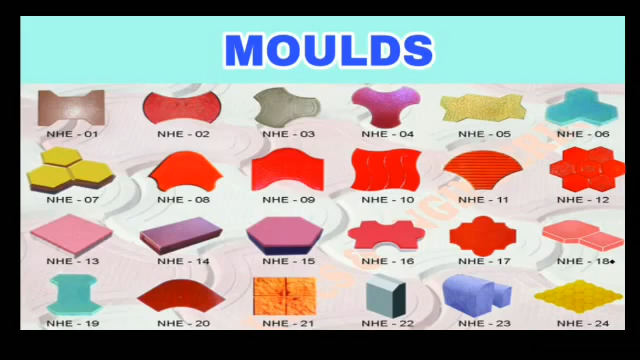 MOULDS
NHE - 01 NHE - 02 NHE - 03 NHE - 04 NHE - 05 NHE - 06
NHE - 07 NHE - 08 NHE - 09 NHE - 10 NHE - 11 NHE - 12
NHE - 13 NHE - 14 NHE - 15 NHE - 16 NHE - 17 NHE - 18
NHE - 19 NHE - 20 NHE - 21 NHE - 22 NHE - 23 NHE - 24